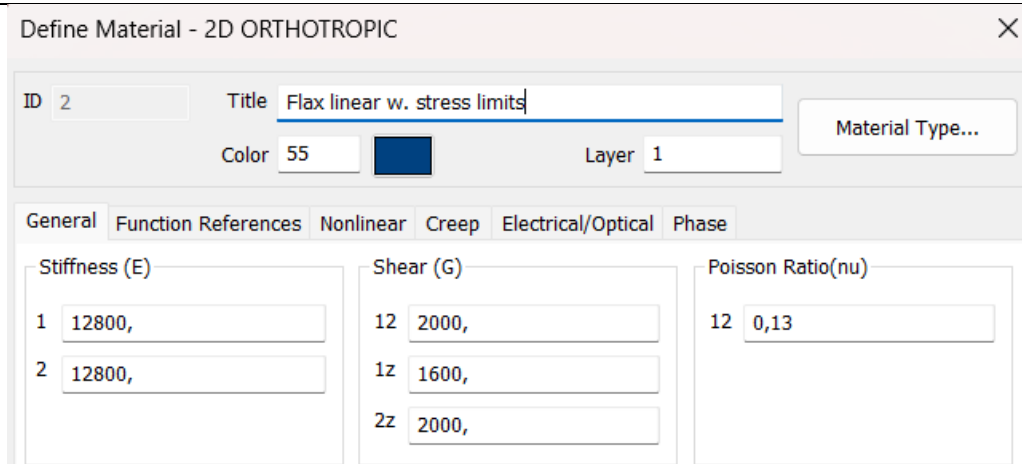 Define Material - 2D ORTHOTROPIC
ID 2 Title Flax linear w. stress limits Material Type...
Color 55 Layer 1
General Function References Nonlinear Creep Electrical/Optical Phase
Stiffness (E) Shear (G) Poisson Ratio(nu)
1 12800, 12 2000, 12 0,13
2 12800, 1z 1600,
2z 2000,